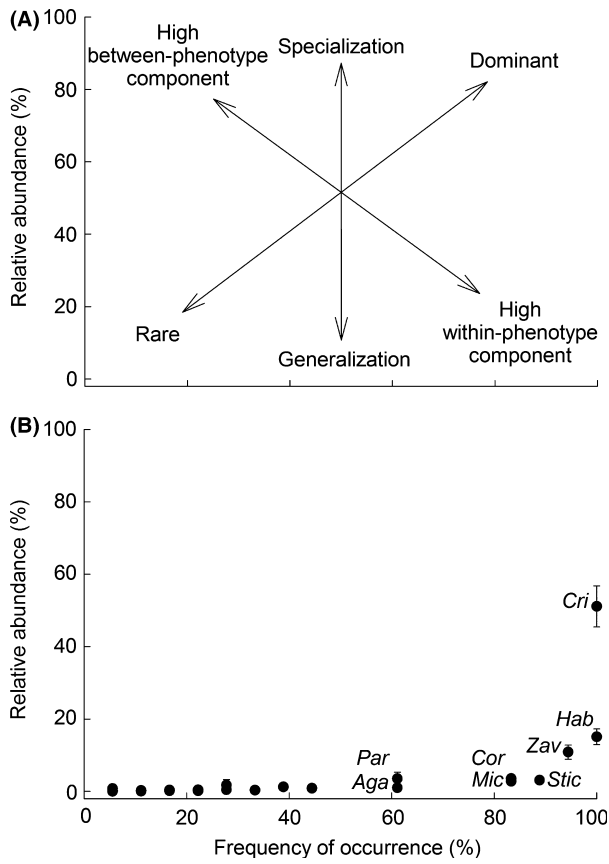 (A)
100
80
60
40
20
0
Relative abundance (%)
High
between-phenotype
component
Specialization
Dominant
Rare
Generalization
High
within-phenotype
component
(B)
100
80
60
40
20
0
Relative abundance (%)
Cri
Hab
Zav
Par
Aga
Cor
Mic
Stic
0 20 40 60 80 100
Frequency of occurrence (%)